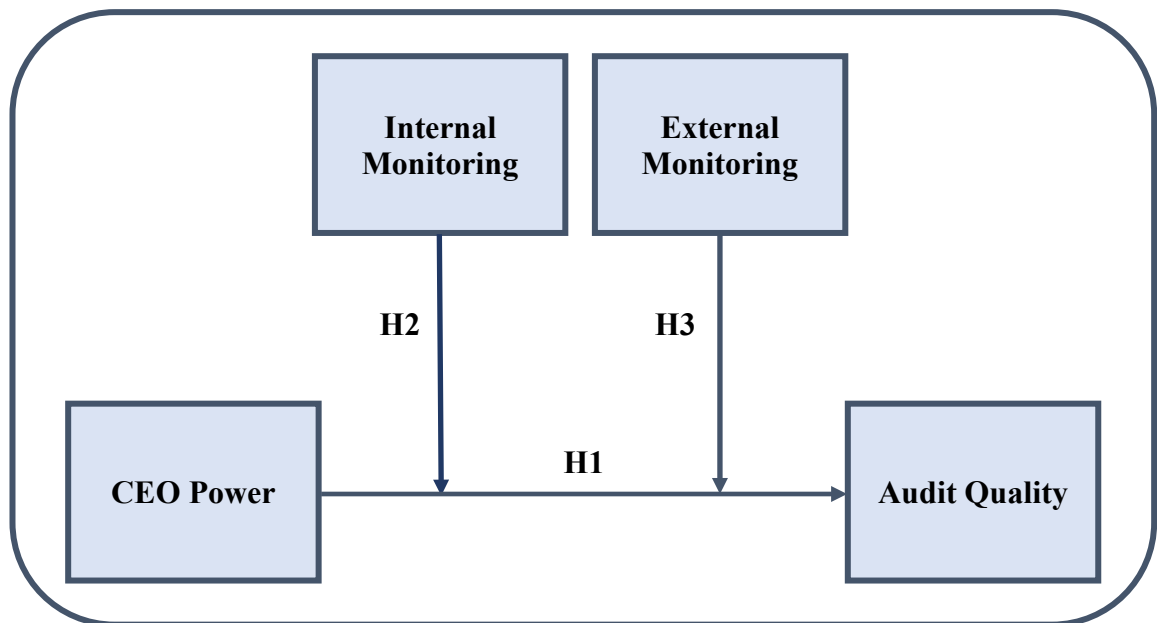 Internal
Monitoring
External
Monitoring
H2
H3
H1
CEO Power
Audit Quality